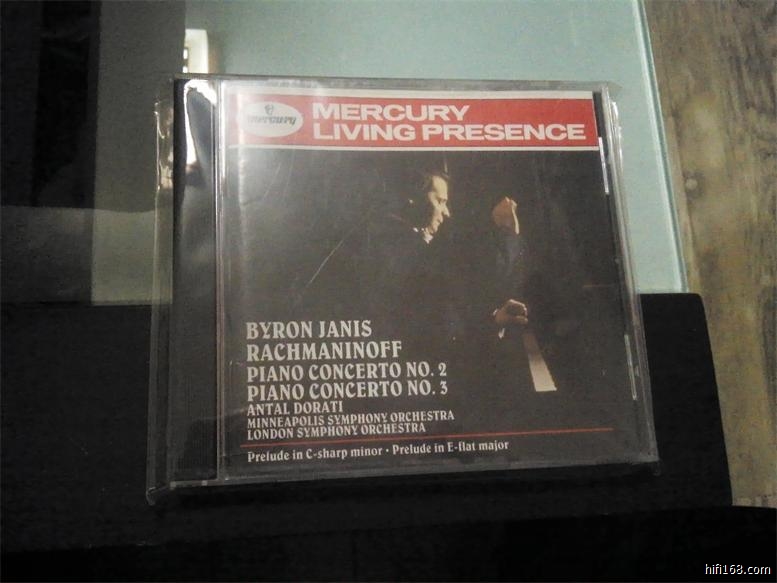 mercury
MERCURY
LIVING PRESENCE
BYRON JANIS
RACHMANINOFF
PIANO CONCERTO NO. 2
PIANO CONCERTO NO. 3
ANTAL DORATI
MINNEAPOLIS SYMPHONY ORCHESTRA
LONDON SYMPHONY ORCHESTRA
Prelude in C-sharp minor · Prelude in E-flat major
hifi168.com